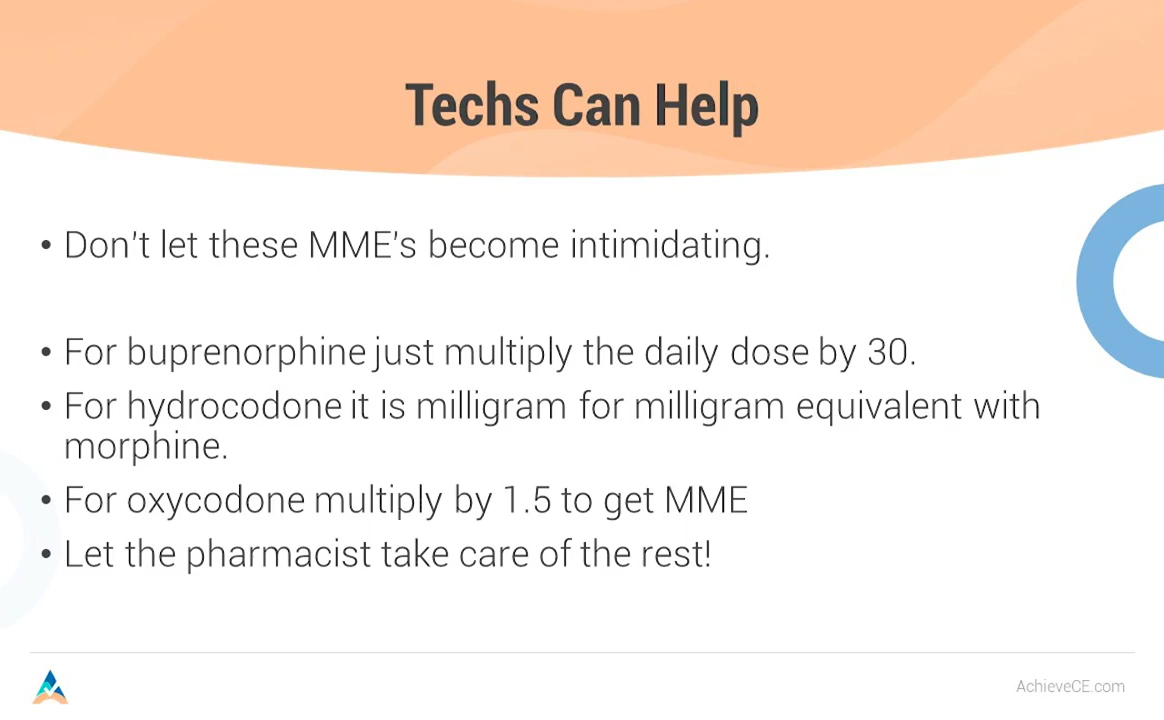 Techs Can Help
• Don't let these MME's become intimidating.
• For buprenorphine just multiply the daily dose by 30.
• For hydrocodone it is milligram for milligram equivalent with
morphine.
• For oxycodone multiply by 1.5 to get MME
• Let the pharmacist take care of the rest!
AchieveCE.com